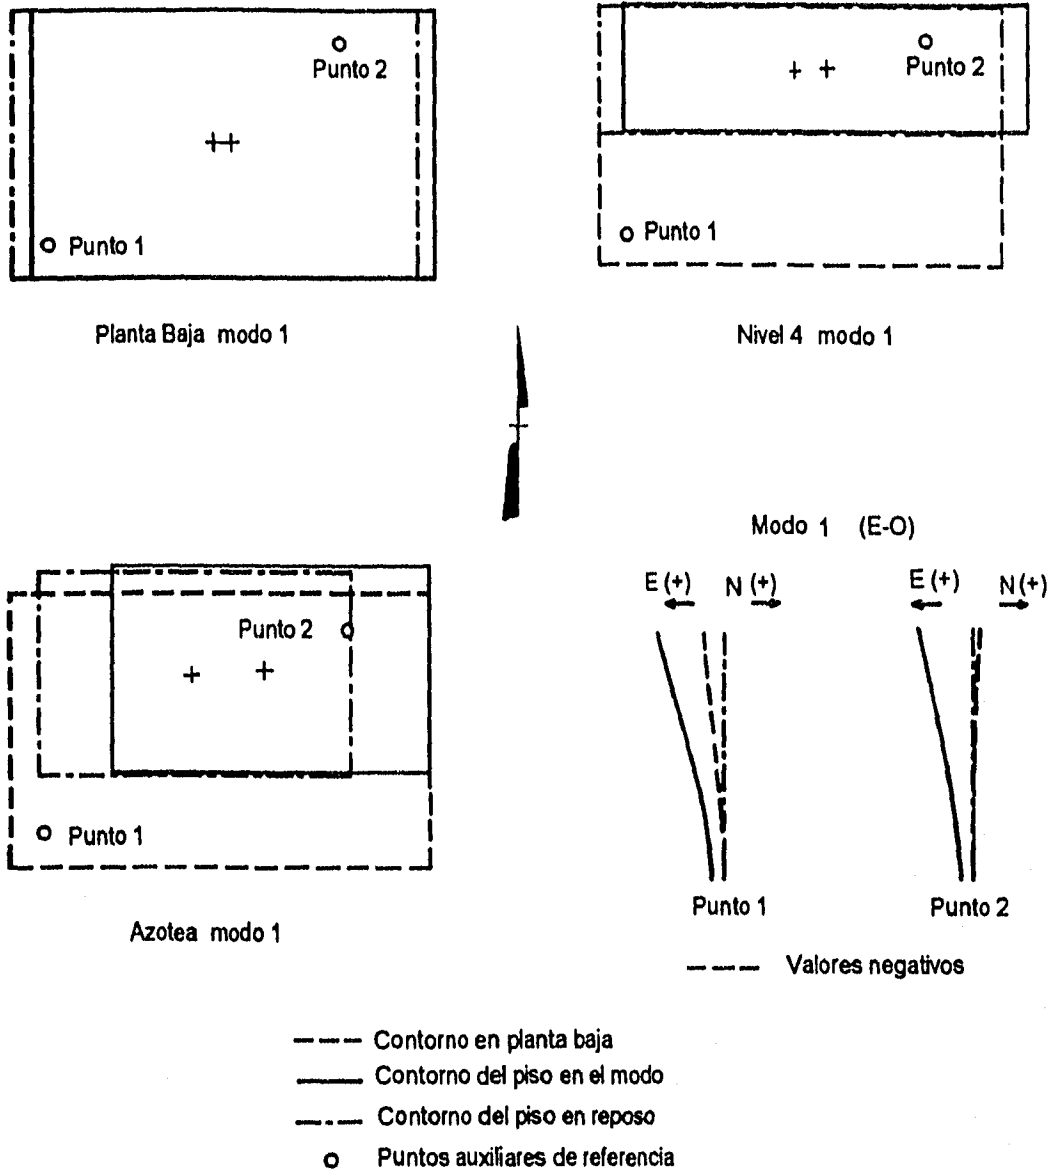 Punto 2
Punto 1
Planta Baja modo 1
Punto 2
Punto 1
Nivel 4 modo 1
Punto 2
Punto 1
Azotea modo 1
Modo 1 (E-O)
E (+) N (+) E (+) N (+)
Punto 1 Punto 2
Valores negativos
Contorno en planta baja
Contorno del piso en el modo
Contorno del piso en reposo
Puntos auxiliares de referencia